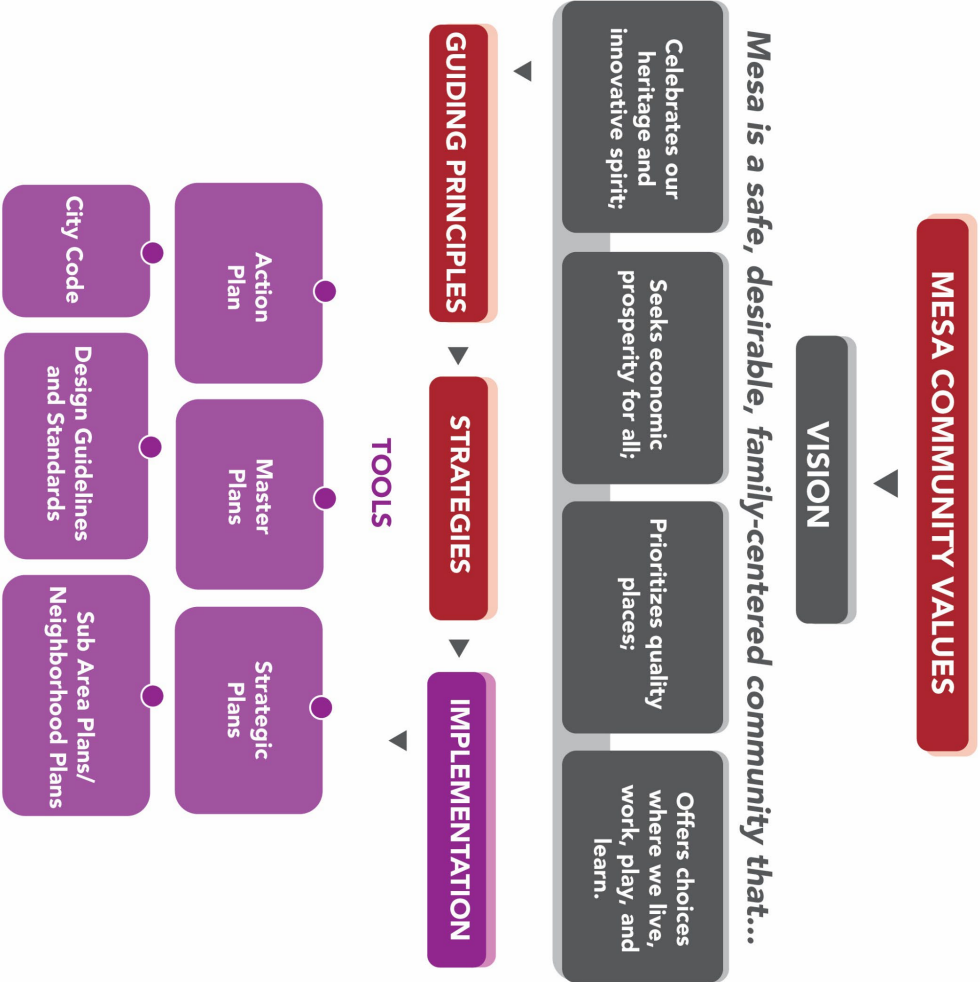 MESA COMMUNITY VALUES
VISION
Mesa is a safe, desirable, family-centered community that...
Celebrates our
heritage and
innovative spirit;
Seeks economic
prosperity for all;
Prioritizes quality
places;
Offers choices
where we live,
work, play, and
learn.
GUIDING PRINCIPLES
STRATEGIES
IMPLEMENTATION
TOOLS
Action
Plan
Master
Plans
Strategic
Plans
City Code
Design Guidelines
and Standards
Sub Area Plans/
Neighborhood Plans